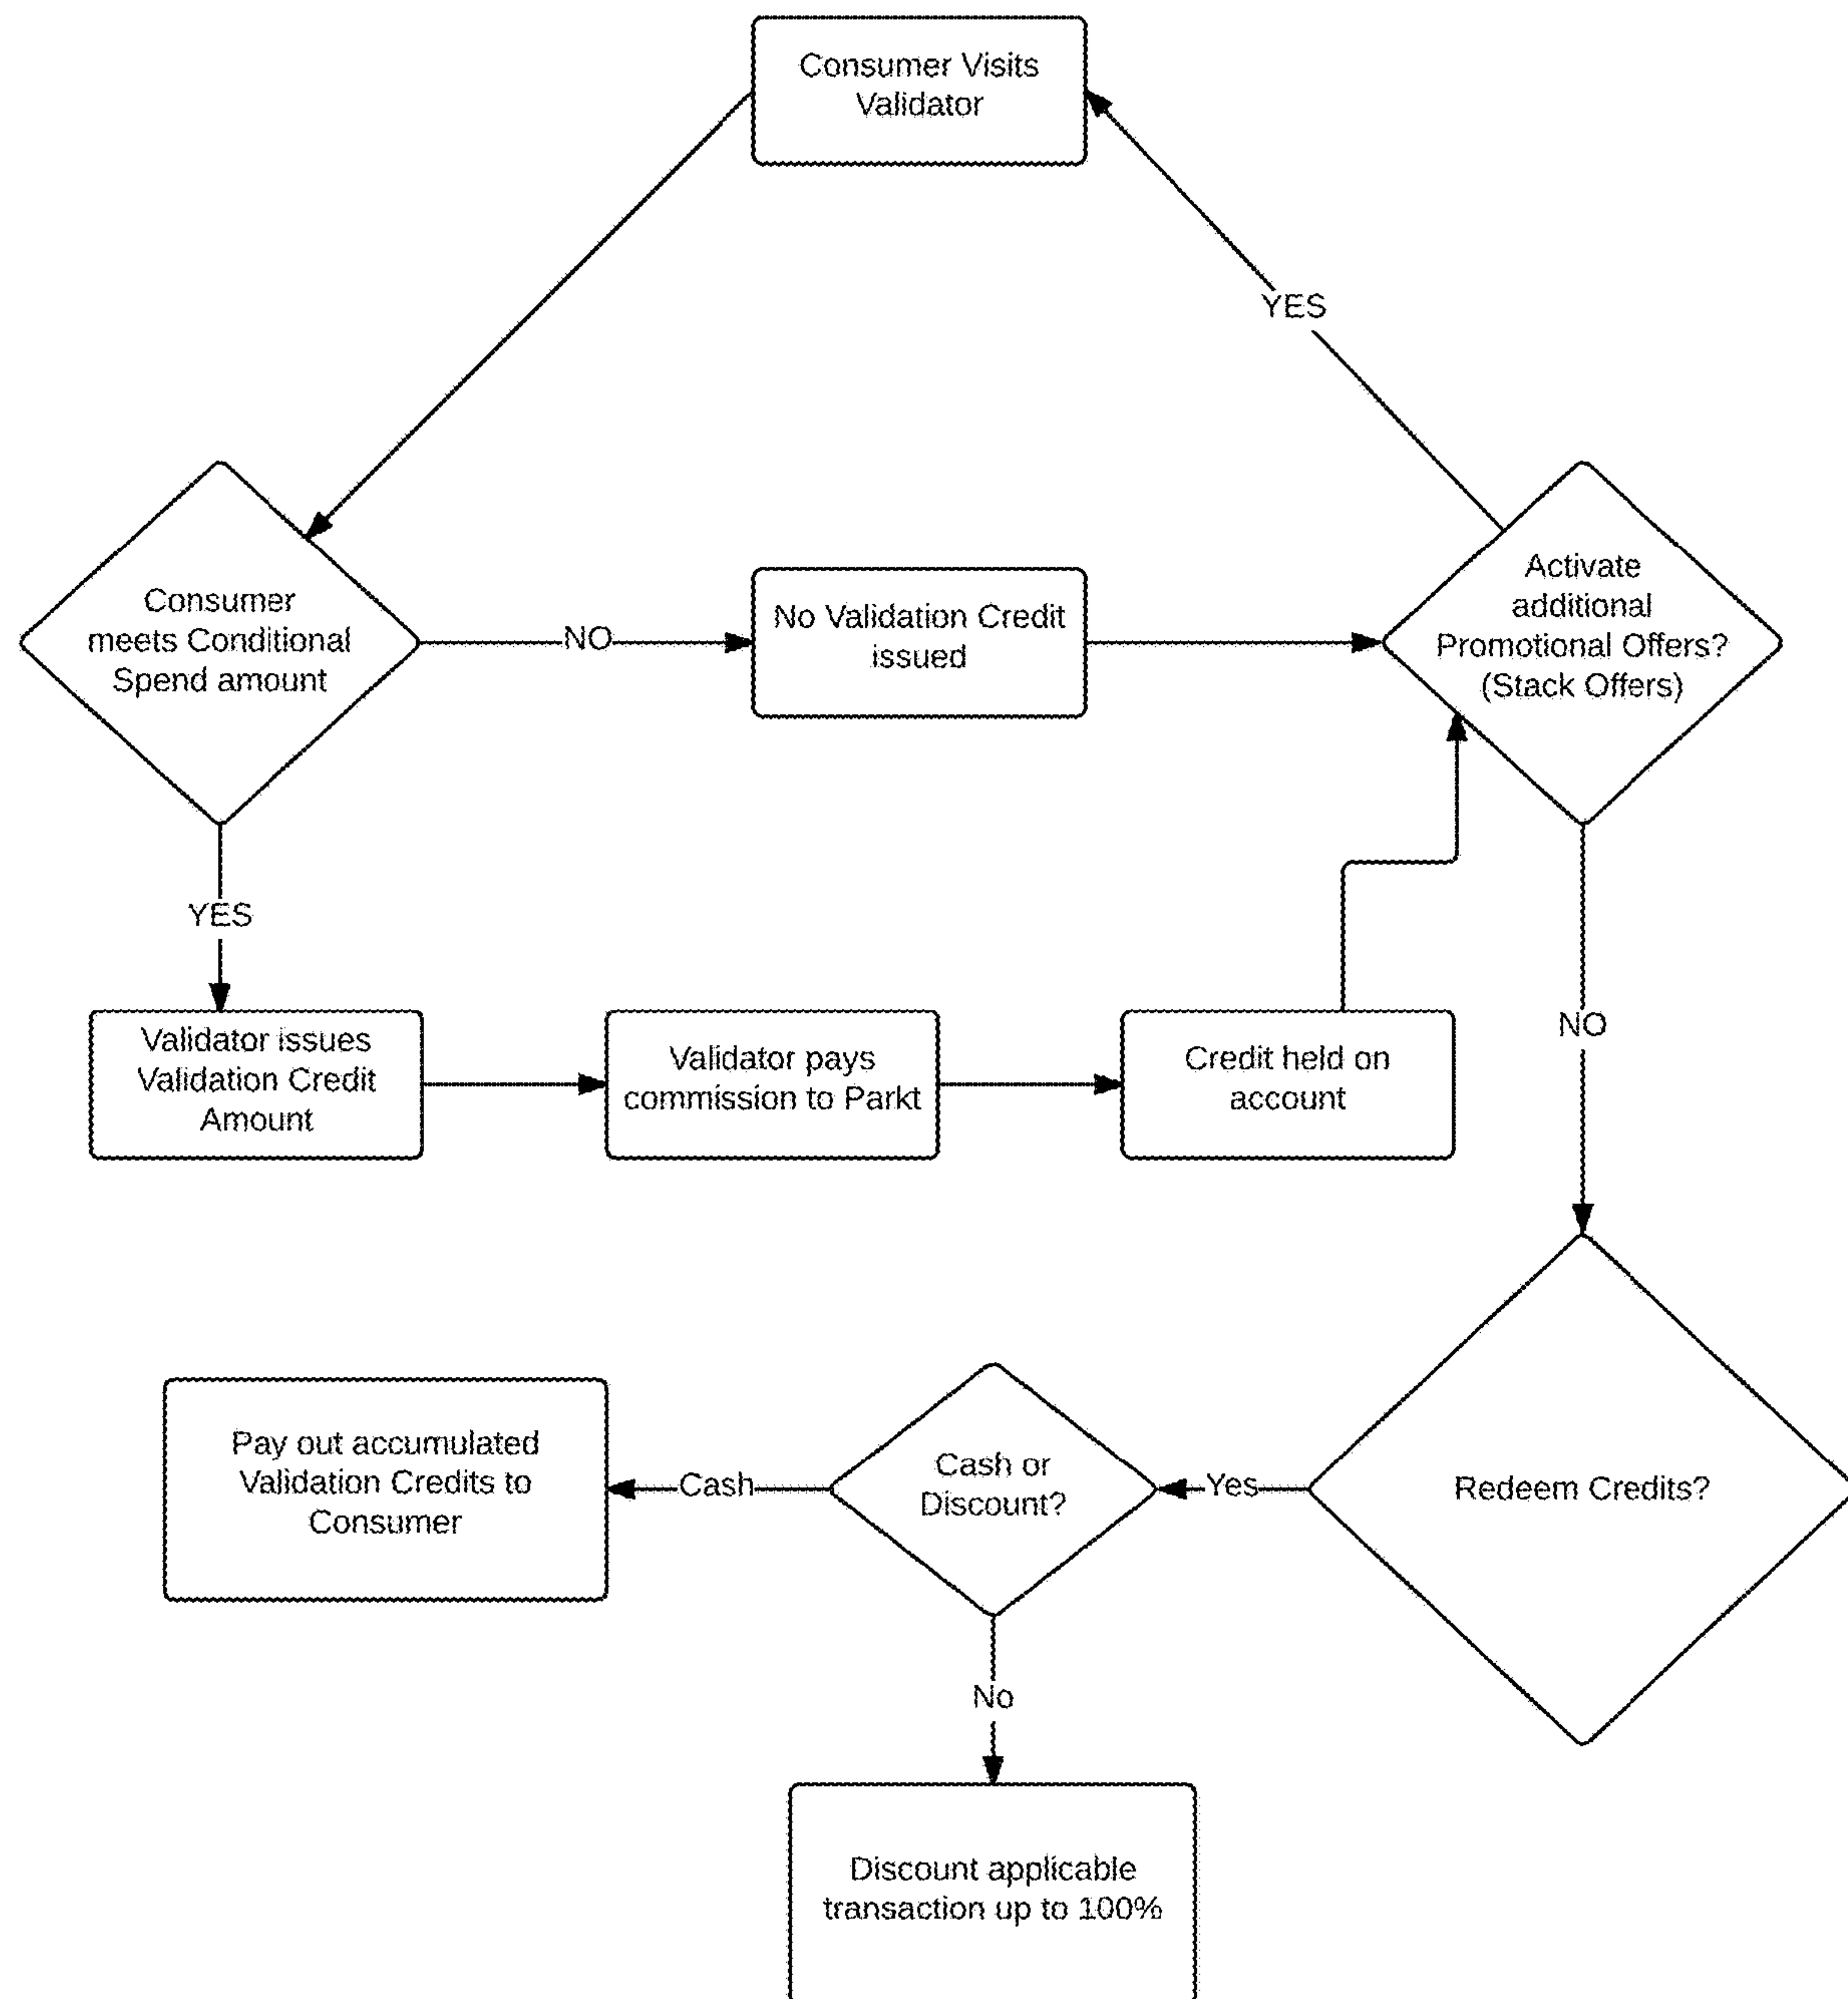 Consumer Visits
Validator
YES
Consumer
meets Conditional
Spend amount
NO
No Validation Credit
issued
Activate
additional
Promotional Offers?
(Stack Offers)
YES
NO
Validator issues
Validation Credit
Amount
Validator pays
commission to Parkt
Credit held on
account
Pay out accumulated
Validation Credits to
Consumer
Cash
Cash or
Discount?
Yes
Redeem Credits?
No
Discount applicable
transaction up to 100%